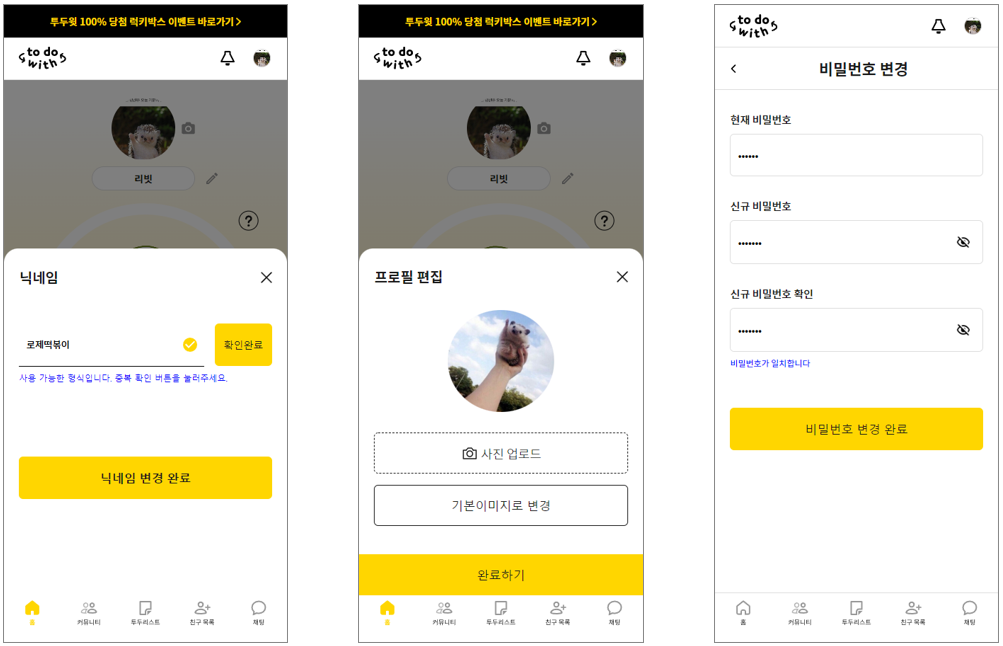 투두윗 100% 당첨 럭키박스 이벤트 바로가기 >
to do with
리빗
?
닉네임
로제떡볶이
확인완료
사용 가능한 형식입니다. 중복 확인 버튼을 눌러주세요.
닉네임 변경 완료
홈
커뮤니티
투두리스트
친구 목록
채팅
투두윗 100% 당첨 럭키박스 이벤트 바로가기 >
to do with
리빗
?
프로필 편집
사진 업로드
기본이미지로 변경
완료하기
홈
커뮤니티
투두리스트
친구 목록
채팅
to do with
비밀번호 변경
현재 비밀번호
••••••
신규 비밀번호
•••••••
신규 비밀번호 확인
•••••••
비밀번호가 일치합니다
비밀번호 변경 완료
홈
커뮤니티
투두리스트
친구 목록
채팅